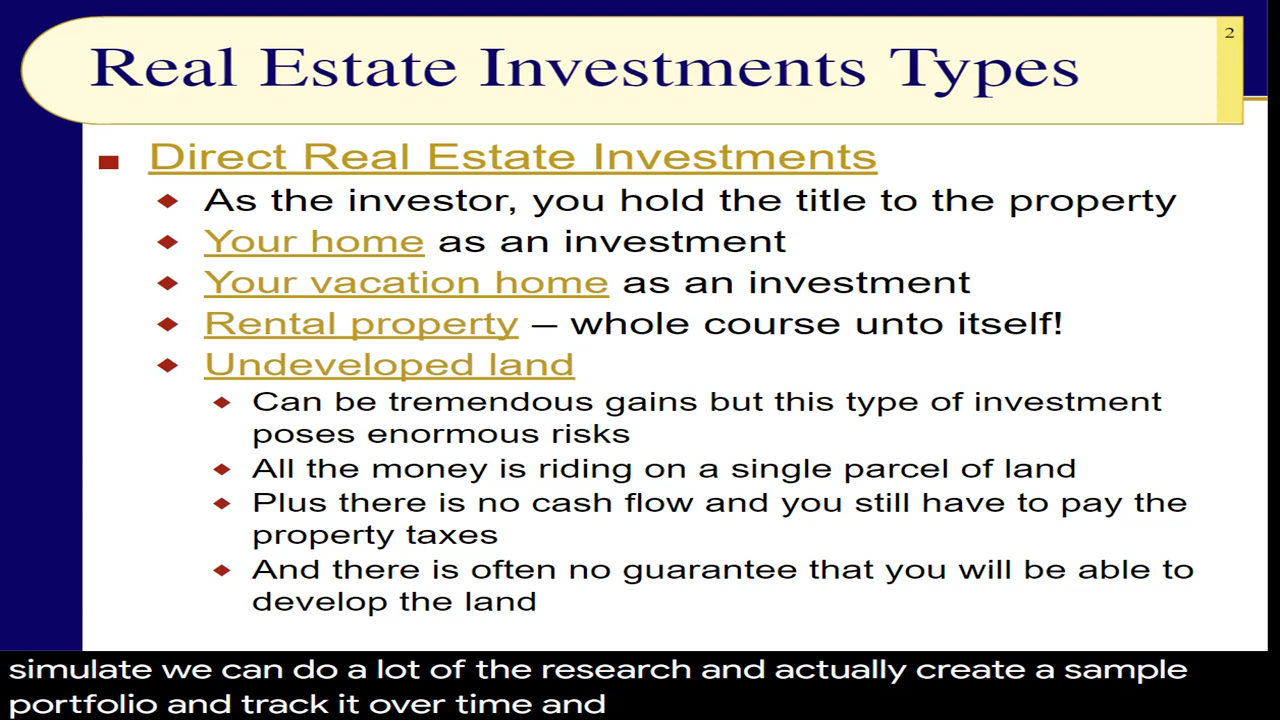 2
Real Estate Investments Types
Direct Real Estate Investments
As the investor, you hold the title to the property
Your home as an investment
Your vacation home as an investment
Rental property – whole course unto itself!
Undeveloped land
Can be tremendous gains but this type of investment
poses enormous risks
All the money is riding on a single parcel of land
Plus there is no cash flow and you still have to pay the
property taxes
And there is often no guarantee that you will be able to
develop the land
simulate we can do a lot of the research and actually create a sample
portfolio and track it over time and